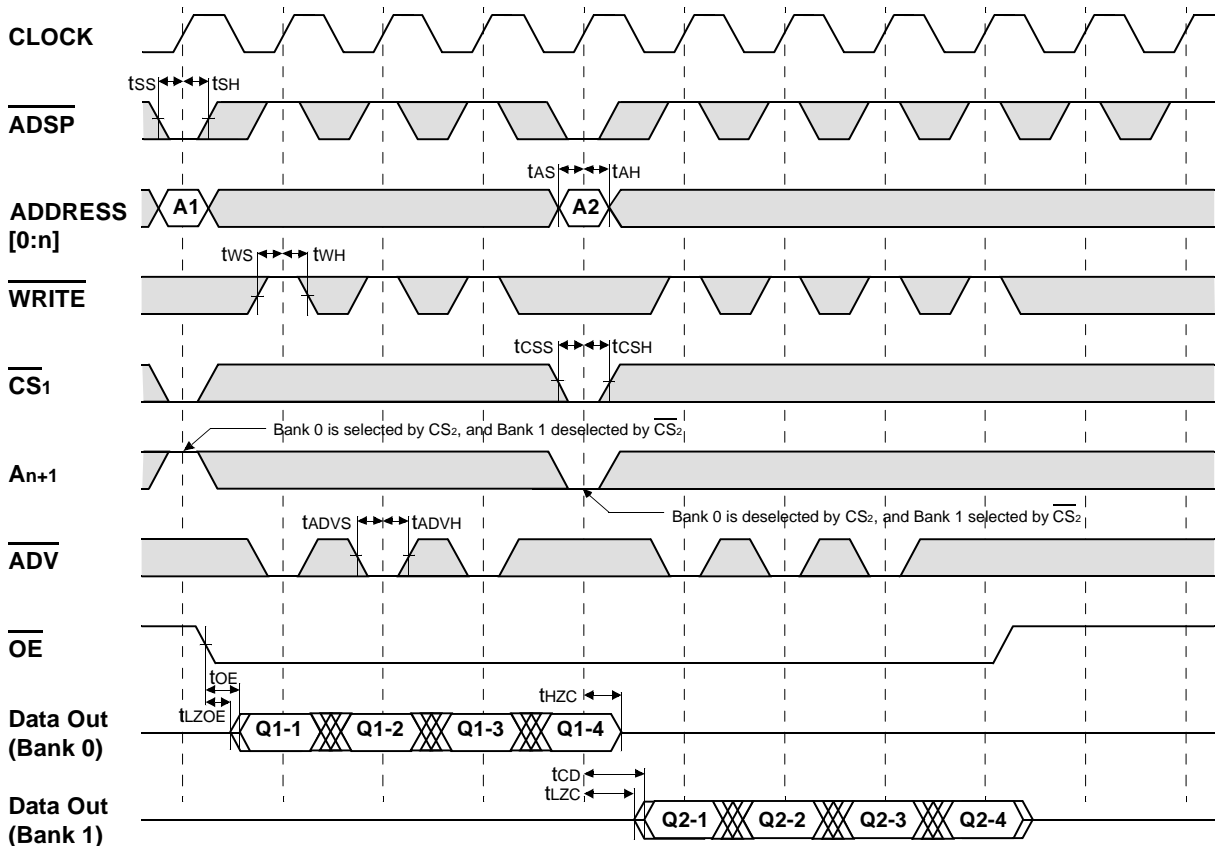 CLOCK
tSS tSH
ADSP
tAS tAH
ADDRESS
[0:n]
A1 A2
tWS tWH
WRITE
tCSS tCSH
CS1
Bank 0 is selected by CS2, and Bank 1 deselected by CS2
An+1
Bank 0 is deselected by CS2, and Bank 1 selected by CS2
tADVS tADVH
ADV
OE
tOE
tLZOE
tHZC
Data Out
(Bank 0)
Q1-1 Q1-2 Q1-3 Q1-4
tCD
tLZC
Data Out
(Bank 1)
Q2-1 Q2-2 Q2-3 Q2-4